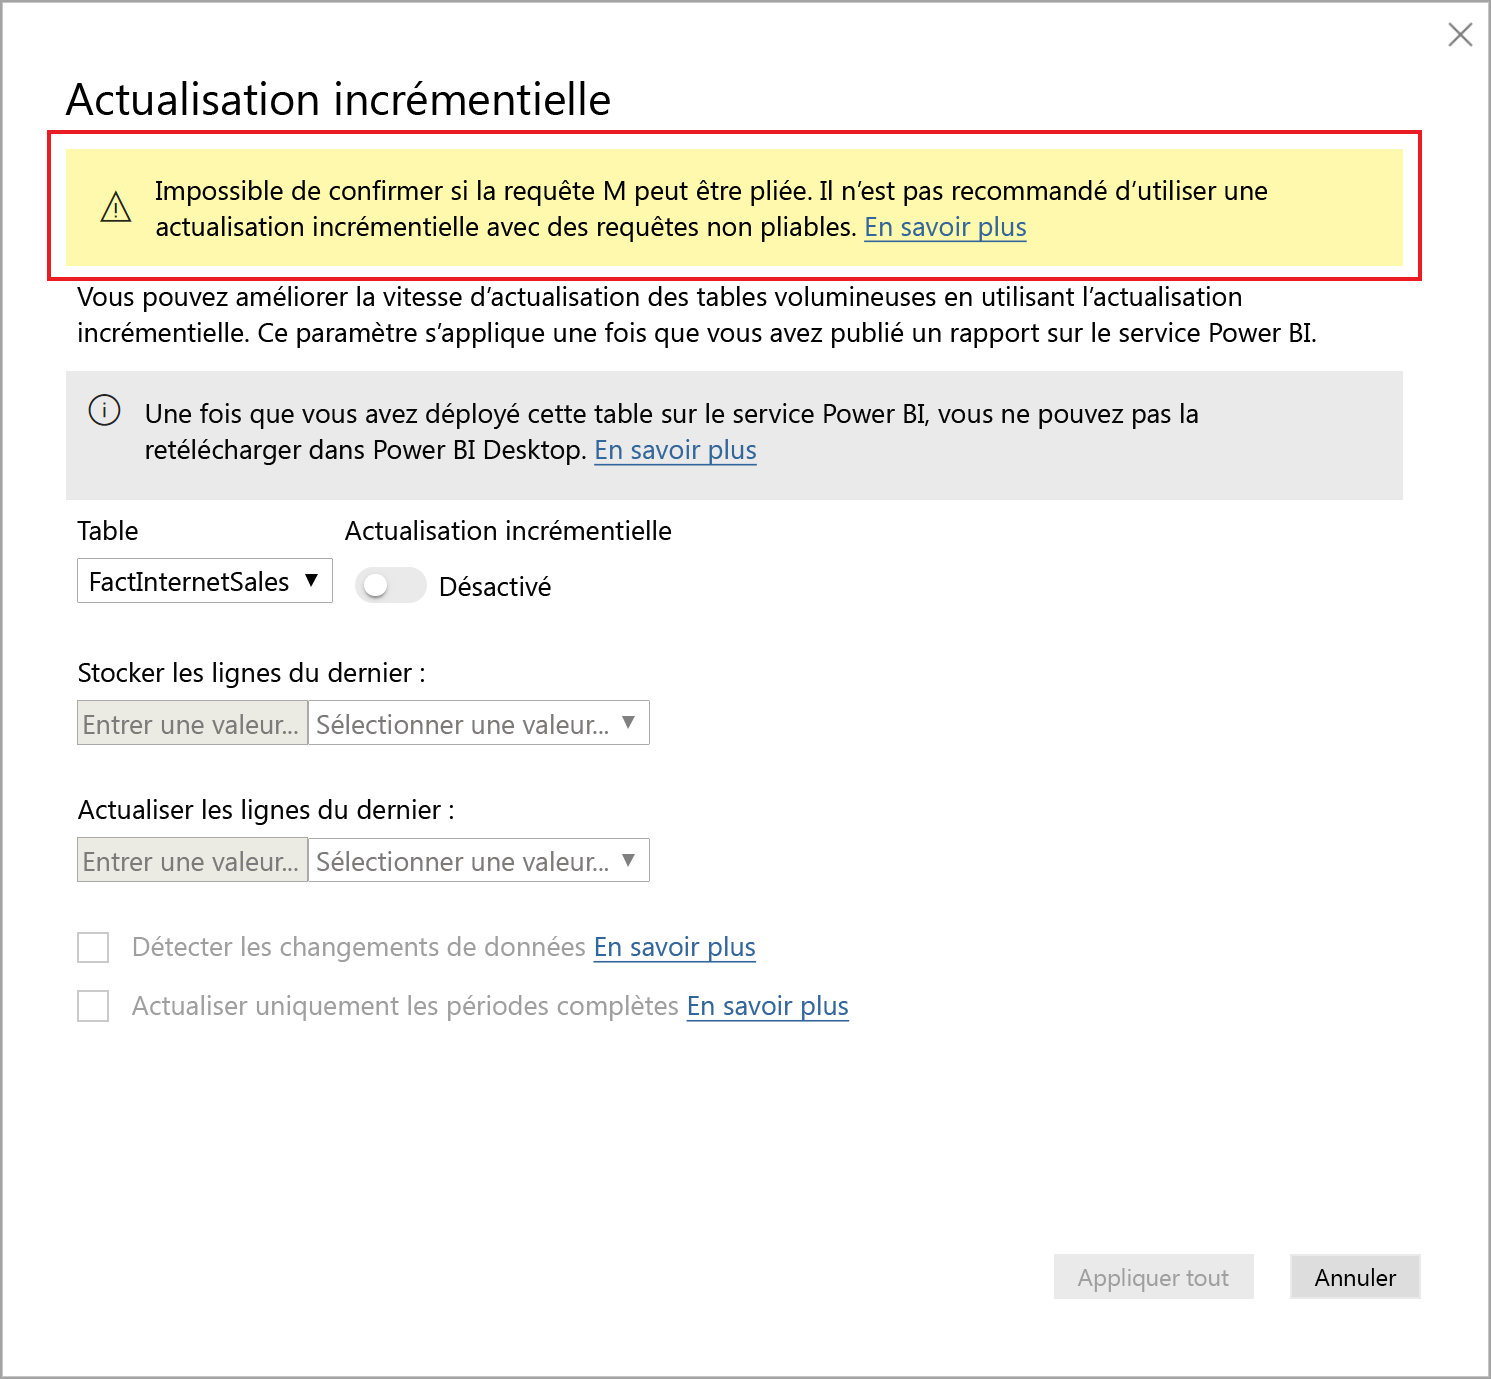 Actualisation incrémentielle
Impossible de confirmer si la requête M peut être pliée. Il n’est pas recommandé d’utiliser une
actualisation incrémentielle avec des requêtes non pliables. En savoir plus
Vous pouvez améliorer la vitesse d’actualisation des tables volumineuses en utilisant l’actualisation
incrémentielle. Ce paramètre s’applique une fois que vous avez publié un rapport sur le service Power BI.
Une fois que vous avez déployé cette table sur le service Power BI, vous ne pouvez pas la
retélécharger dans Power BI Desktop. En savoir plus
Table Actualisation incrémentielle
FactInternetSales Désactivé
Stocker les lignes du dernier :
Entrer une valeur... Sélectionner une valeur...
Actualiser les lignes du dernier :
Entrer une valeur... Sélectionner une valeur...
Détecter les changements de données En savoir plus
Actualiser uniquement les périodes complètes En savoir plus
Appliquer tout Annuler